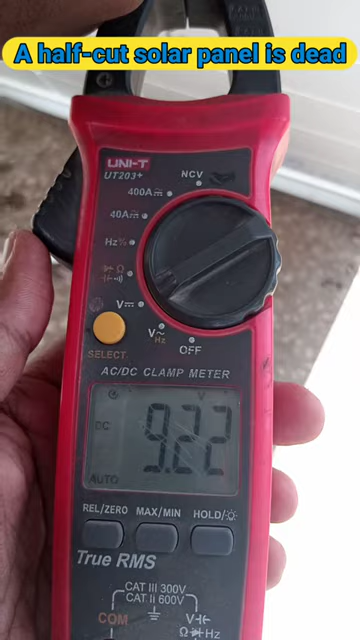 A half-cut solar panel is dead
UNI-T
UT203+
NCV
400A
40A
Hz%
Ω
V
V~
Hz
OFF
SELECT
AC/DC CLAMP METER
V
DC
9.22
AUTO
REL/ZERO MAX/MIN HOLD/
True RMS
CAT III 300V
CAT II 600V
COM
V
Ω Hz